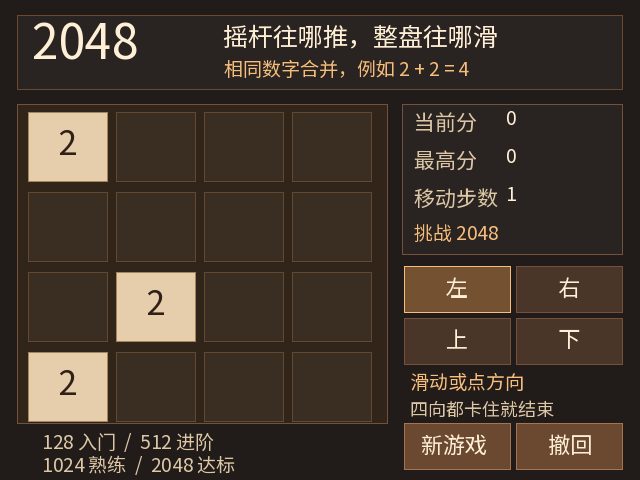 2048
摇杆往哪推，整盘往哪滑
相同数字合并，例如 2 + 2 = 4
2
2
2
当前分 0
最高分 0
移动步数 1
挑战 2048
左 右
上 下
滑动或点方向
四向都卡住就结束
新游戏 撤回
128 入门 / 512 进阶
1024 熟练 / 2048 达标